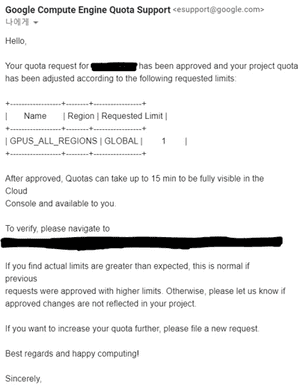 Google Compute Engine Quota Support <esupport@google.com>
나에게
Hello,
Your quota request for has been approved and your project quota
has been adjusted according to the following requested limits:
+------------------+--------+-----------------+
| Name | Region | Requested Limit |
+------------------+--------+-----------------+
| GPUS_ALL_REGIONS | GLOBAL | 1 |
+------------------+--------+-----------------+
After approved, Quotas can take up to 15 min to be fully visible in the
Cloud
Console and available to you.
To verify, please navigate to
If you find actual limits are greater than expected, this is normal if
previous
requests were approved with higher limits. Otherwise, please let us know if
approved changes are not reflected in your project.
If you want to increase your quota further, please file a new request.
Best regards and happy computing!
Sincerely,